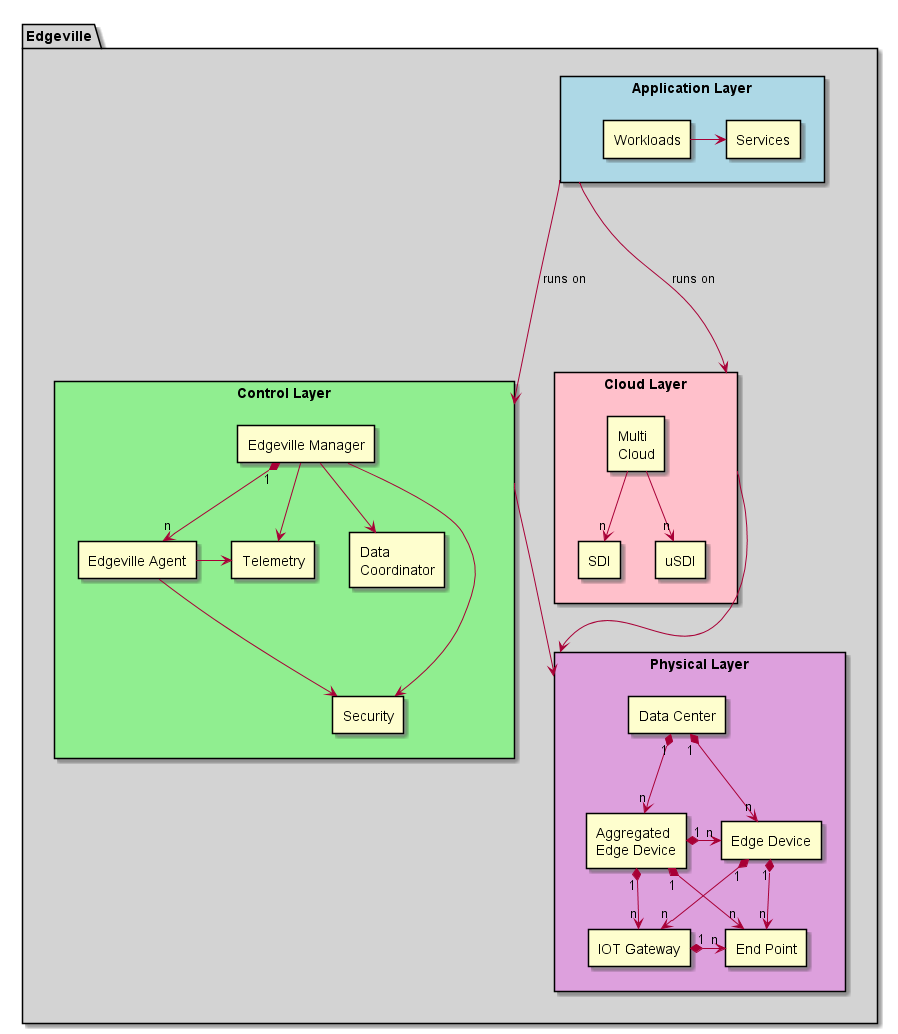 Edgeville
Application Layer
Workloads
Services
runs on
runs on
Control Layer
Edgeville Manager
1
n
Edgeville Agent
Telemetry
Data
Coordinator
Security
Cloud Layer
Multi
Cloud
n
n
SDI
uSDI
Physical Layer
Data Center
1
1
n
n
Aggregated
Edge Device
1
n
Edge Device
1
1
1
1
n
n
n
n
IOT Gateway
1
n
End Point